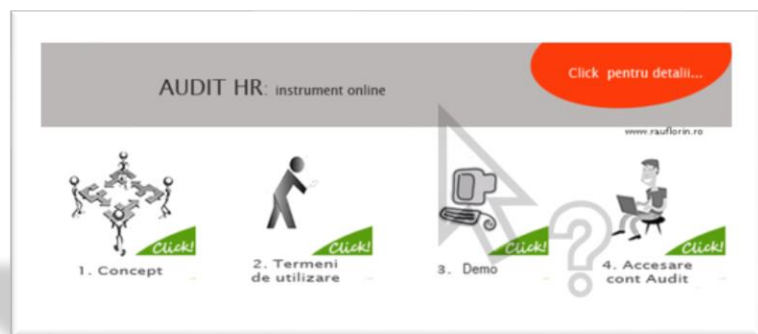 AUDIT HR: instrument online
Click pentru detalii...
www.rauflorin.ro
Click!
Click!
Click!
Click!
1. Concept
2. Termeni
de utilizare
3. Demo
4. Accesare
cont Audit